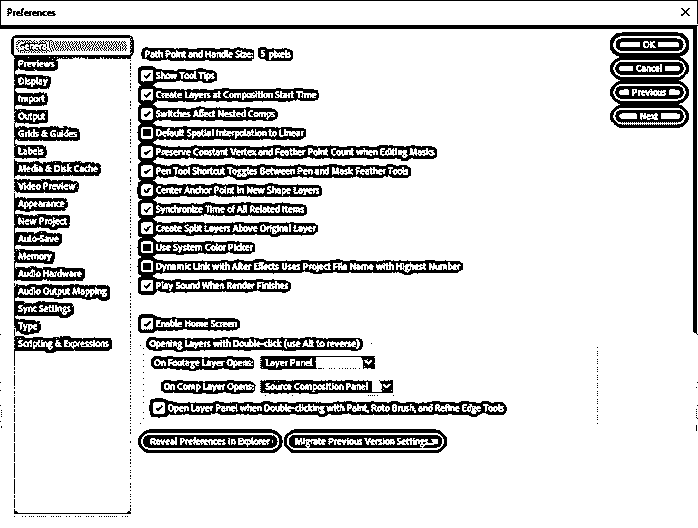 Preferences
General
Previews
Display
Import
Output
Grids & Guides
Labels
Media & Disk Cache
Video Preview
Appearance
New Project
Auto-Save
Memory
Audio Hardware
Audio Output Mapping
Sync Settings
Type
Scripting & Expressions
Path Point and Handle Size: 5 pixels
Show Tool Tips
Create Layers at Composition Start Time
Switches Affect Nested Comps
Default Spatial Interpolation to Linear
Preserve Constant Vertex and Feather Point Count when Editing Masks
Pen Tool Shortcut Toggles Between Pen and Mask Feather Tools
Center Anchor Point in New Shape Layers
Synchronize Time of All Related Items
Create Split Layers Above Original Layer
Use System Color Picker
Dynamic Link with After Effects Uses Project File Name with Highest Number
Play Sound When Render Finishes
Enable Home Screen
Opening Layers with Double-click (use Alt to reverse)
On Footage Layer Opens: Layer Panel
On Comp Layer Opens: Source Composition Panel
Open Layer Panel when Double-clicking with Paint, Roto Brush, and Refine Edge Tools
Reveal Preferences in Explorer
Migrate Previous Version Settings...
OK
Cancel
Previous
Next